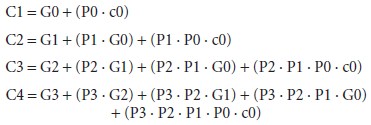 C1 = G0 + (P0 · c0)
C2 = G1 + (P1 · G0) + (P1 · P0 · c0)
C3 = G2 + (P2 · G1) + (P2 · P1 · G0) + (P2 · P1 · P0 · c0)
C4 = G3 + (P3 · G2) + (P3 · P2 · G1) + (P3 · P2 · P1 · G0)
+ (P3 · P2 · P1 · P0 · c0)